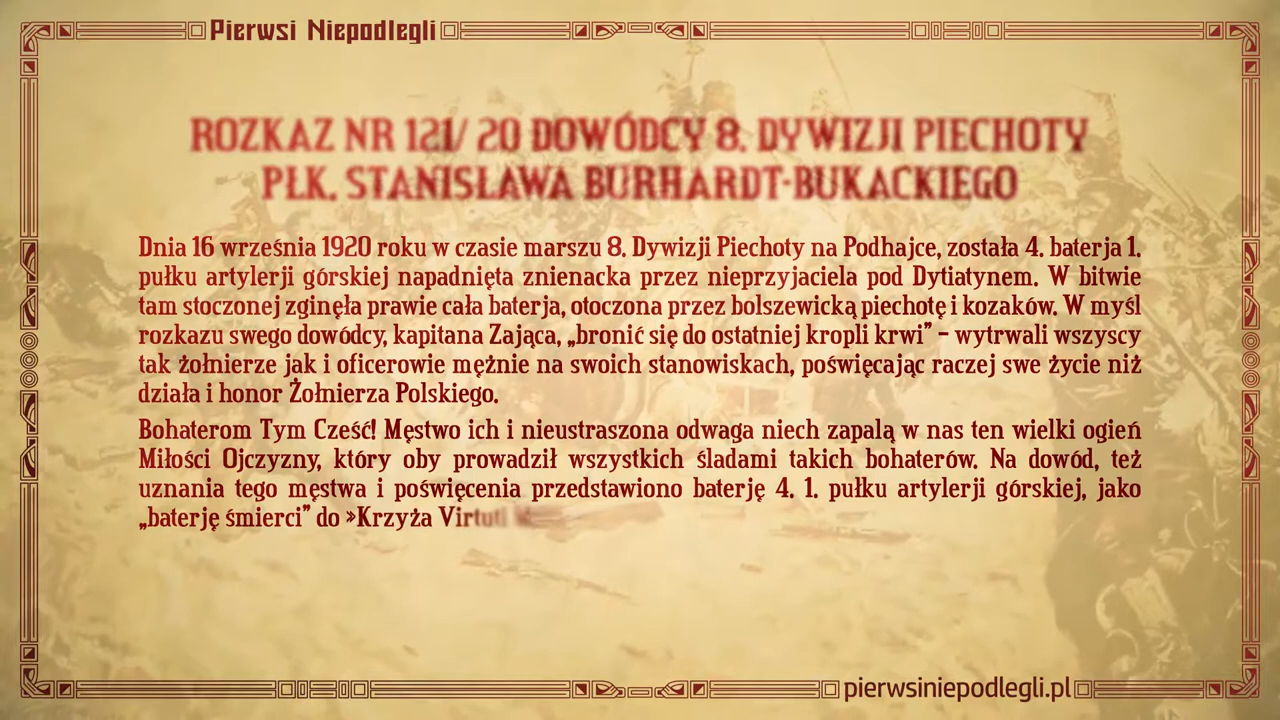 Pierwsi Niepodlegli
ROZKAZ NR 121/ 20 DOWÓDCY 8. DYWIZJI PIECHOTY
PŁK. STANISŁAWA BURHARDT-BUKACKIEGO
Dnia 16 września 1920 roku w czasie marszu 8. Dywizji Piechoty na Podhajce, została 4. baterja 1.
pułku artylerji górskiej napadnięta znienacka przez nieprzyjaciela pod Dytiatynem. W bitwie
tam stoczonej zginęła prawie cała baterja, otoczona przez bolszewicką piechotę i kozaków. W myśl
rozkazu swego dowódcy, kapitana Zająca, „bronić się do ostatniej kropli krwi” – wytrwali wszyscy
tak żołnierze jak i oficerowie mężnie na swoich stanowiskach, poświęcając raczej swe życie niż
działa i honor Żołnierza Polskiego.
Bohaterom Tym Cześć! Męstwo ich i nieustraszona odwaga niech zapalą w nas ten wielki ogień
Miłości Ojczyzny, który oby prowadził wszystkich śladami takich bohaterów. Na dowód, też
uznania tego męstwa i poświęcenia przedstawiono baterję 4. 1. pułku artylerji górskiej, jako
„baterję śmierci” do »Krzyża Virtuti
pierwsiniepodlegli.pl